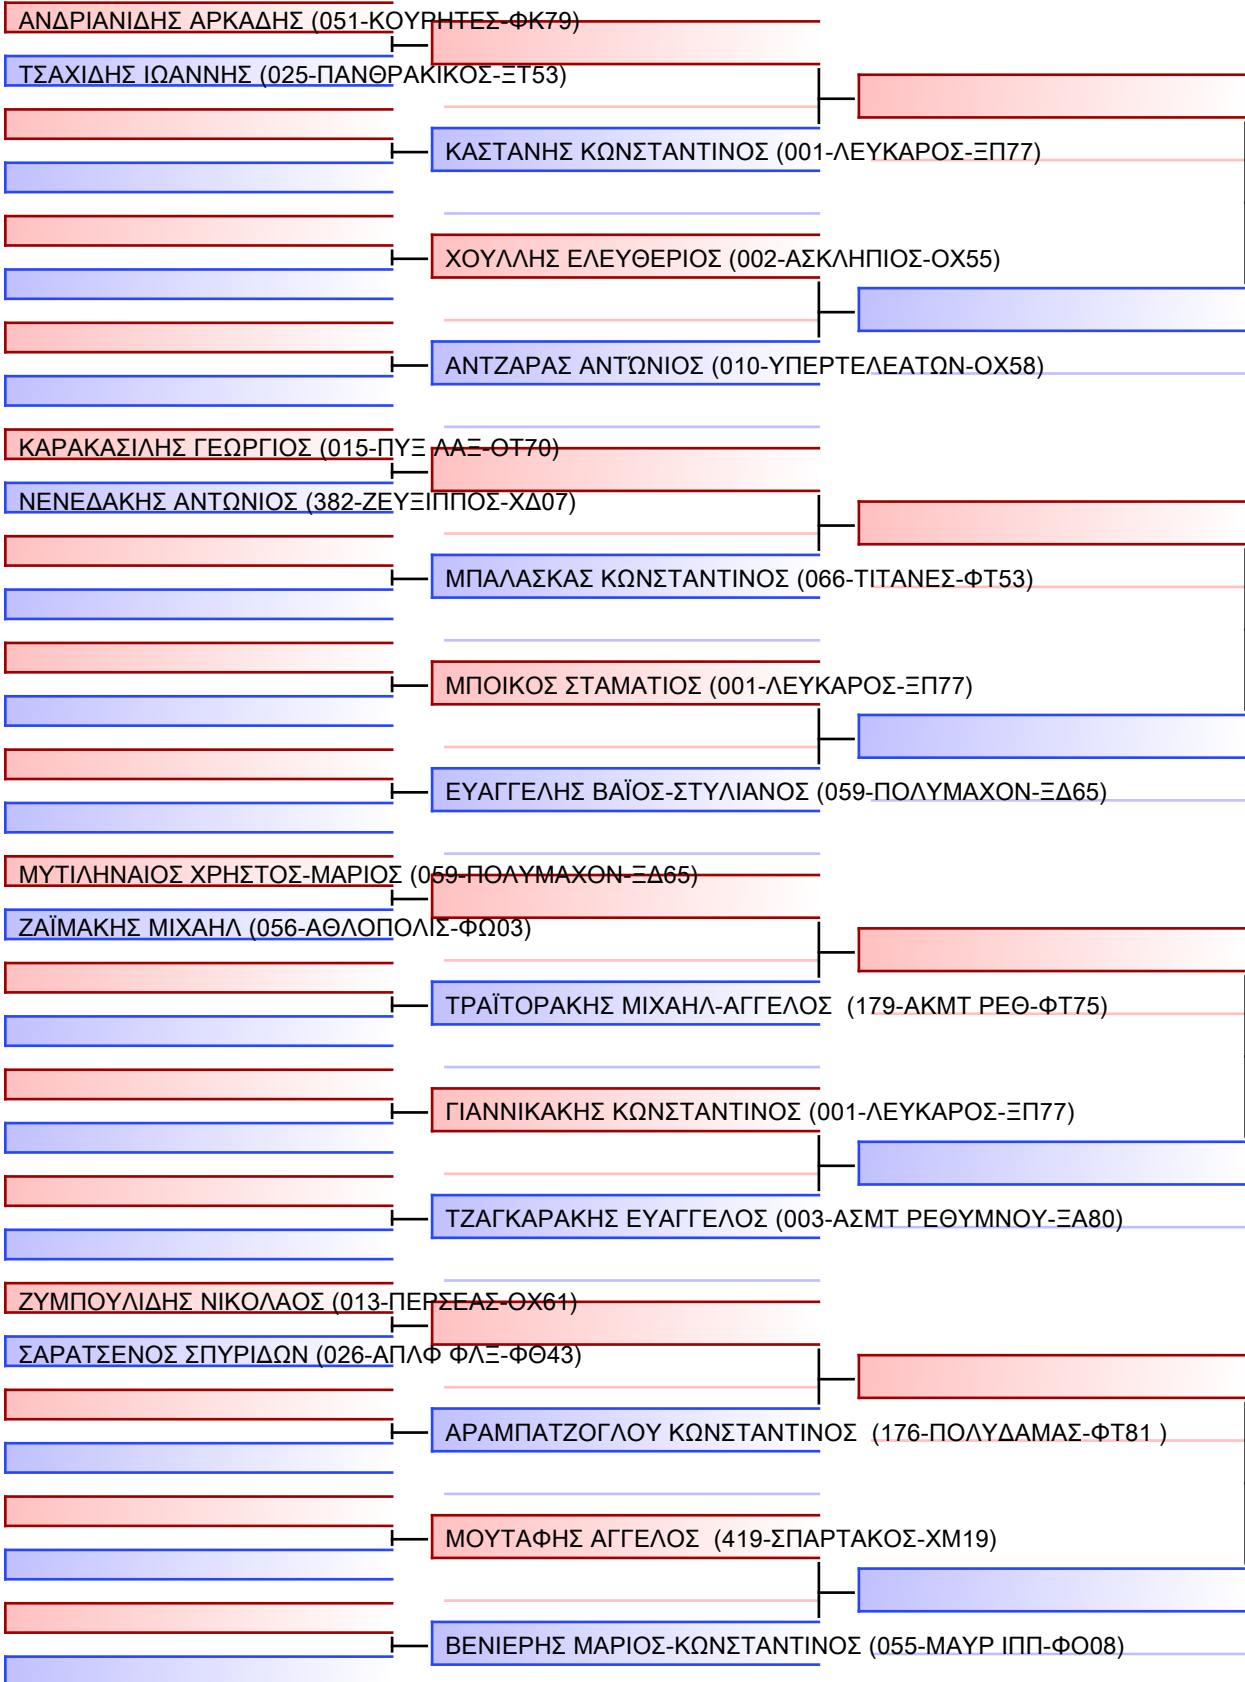 ΑΝΔΡΙΑΝΙΔΗΣ ΑΡΚΑΔΗΣ (051-ΚΟΥΡΗΤΕΣ-ΦΚ79)
ΤΣΑΧΙΔΗΣ ΙΩΑΝΝΗΣ (025-ΠΑΝΘΡΑΚΙΚΟΣ-ΞΤ53)
ΚΑΣΤΑΝΗΣ ΚΩΝΣΤΑΝΤΙΝΟΣ (001-ΛΕΥΚΑΡΟΣ-ΞΠ77)
ΧΟΥΛΛΗΣ ΕΛΕΥΘΕΡΙΟΣ (002-ΑΣΚΛΗΠΙΟΣ-ΟΧ55)
ΑΝΤΖΑΡΑΣ ΑΝΤΏΝΙΟΣ (010-ΥΠΕΡΤΕΛΕΑΤΩΝ-ΟΧ58)
ΚΑΡΑΚΑΣΙΛΗΣ ΓΕΩΡΓΙΟΣ (015-ΠΥΞ ΛΑΞ-ΟΤ70)
ΝΕΝΕΔΑΚΗΣ ΑΝΤΩΝΙΟΣ (382-ΖΕΥΞΙΠΠΟΣ-ΧΔ07)
ΜΠΑΛΑΣΚΑΣ ΚΩΝΣΤΑΝΤΙΝΟΣ (066-ΤΙΤΑΝΕΣ-ΦΤ53)
ΜΠΟΙΚΟΣ ΣΤΑΜΑΤΙΟΣ (001-ΛΕΥΚΑΡΟΣ-ΞΠ77)
ΕΥΑΓΓΕΛΗΣ ΒΑΪΟΣ-ΣΤΥΛΙΑΝΟΣ (059-ΠΟΛΥΜΑΧΟΝ-ΞΔ65)
ΜΥΤΙΛΗΝΑΙΟΣ ΧΡΗΣΤΟΣ-ΜΑΡΙΟΣ (059-ΠΟΛΥΜΑΧΟΝ-ΞΔ65)
ΖΑΪΜΑΚΗΣ ΜΙΧΑΗΛ (056-ΑΘΛΟΠΟΛΙΣ-ΦΩ03)
ΤΡΑΪΤΟΡΑΚΗΣ ΜΙΧΑΗΛ-ΑΓΓΕΛΟΣ (179-ΑΚΜΤ ΡΕΘ-ΦΤ75)
ΓΙΑΝΝΙΚΑΚΗΣ ΚΩΝΣΤΑΝΤΙΝΟΣ (001-ΛΕΥΚΑΡΟΣ-ΞΠ77)
ΤΖΑΓΚΑΡΑΚΗΣ ΕΥΑΓΓΕΛΟΣ (003-ΑΣΜΤ ΡΕΘΥΜΝΟΥ-ΞΑ80)
ΖΥΜΠΟΥΛΙΔΗΣ ΝΙΚΟΛΑΟΣ (013-ΠΕΡΣΕΑΣ-ΟΧ61)
ΣΑΡΑΤΣΕΝΟΣ ΣΠΥΡΙΔΩΝ (026-ΑΠΛΦ ΦΛΞ-ΦΘ43)
ΑΡΑΜΠΑΤΖΟΓΛΟΥ ΚΩΝΣΤΑΝΤΙΝΟΣ (176-ΠΟΛΥΔΑΜΑΣ-ΦΤ81 )
ΜΟΥΤΑΦΗΣ ΑΓΓΕΛΟΣ (419-ΣΠΑΡΤΑΚΟΣ-ΧΜ19)
ΒΕΝΙΕΡΗΣ ΜΑΡΙΟΣ-ΚΩΝΣΤΑΝΤΙΝΟΣ (055-ΜΑΥΡ ΙΠΠ-ΦΟ08)